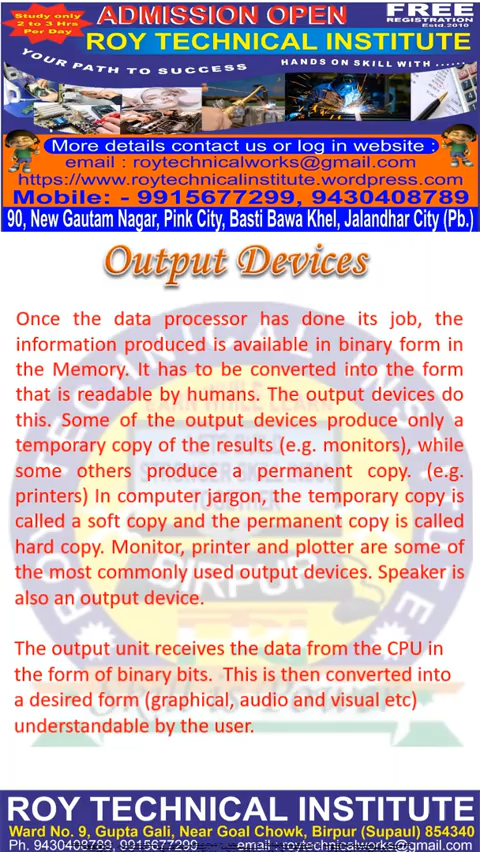 Study only
2 to 3 Hrs
Per Day
ADMISSION OPEN
FREE
REGISTRATION
Estd.2010
ROY TECHNICAL INSTITUTE
YOUR PATH TO SUCCESS
HANDS ON SKILL WITH ......
More details contact us or log in website :
email : roytechnicalworks@gmail.com
https://www.roytechnicalinstitute.wordpress.com
Mobile: - 9915677299, 9430408789
90, New Gautam Nagar, Pink City, Basti Bawa Khel, Jalandhar City (Pb.)
Output Devices
Once the data processor has done its job, the
information produced is available in binary form in
the Memory. It has to be converted into the form
that is readable by humans. The output devices do
this. Some of the output devices produce only a
temporary copy of the results (e.g. monitors), while
some others produce a permanent copy. (e.g.
printers) In computer jargon, the temporary copy is
called a soft copy and the permanent copy is called
hard copy. Monitor, printer and plotter are some of
the most commonly used output devices. Speaker is
also an output device.
The output unit receives the data from the CPU in
the form of binary bits.  This is then converted into
a desired form (graphical, audio and visual etc)
understandable by the user.
BIRPUR
Skill is Power
ROY TECHNICAL INSTITUTE
Ward No. 9, Gupta Gali, Near Goal Chowk, Birpur (Supaul) 854340
Ph. 9430408789, 9915677299 email: roytechnicalworks@gmail.com